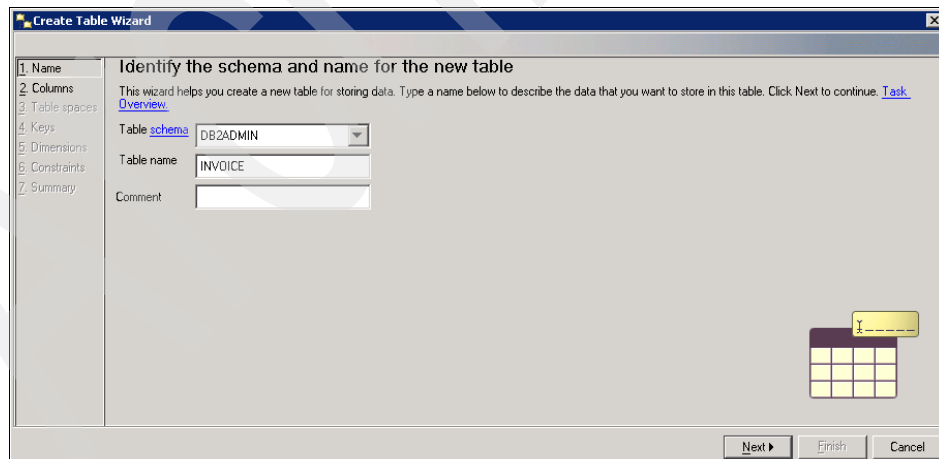 Create Table Wizard
1. Name
2. Columns
3. Table spaces
4. Keys
5. Dimensions
6. Constraints
7. Summary
Identify the schema and name for the new table
This wizard helps you create a new table for storing data. Type a name below to describe the data that you want to store in this table. Click Next to continue. Task
Overview.
Table schema DB2ADMIN
Table name INVOICE
Comment
Next
Finish
Cancel